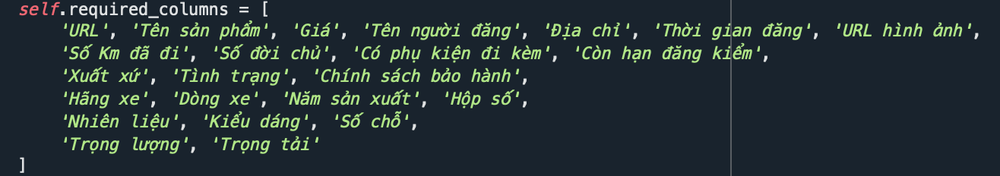 self.required_columns = [
'URL', 'Tên sản phẩm', 'Giá', 'Tên người đăng', 'Địa chỉ', 'Thời gian đăng', 'URL hình ảnh',
'Số Km đã đi', 'Số đời chủ', 'Có phụ kiện đi kèm', 'Còn hạn đăng kiểm',
'Xuất xứ', 'Tình trạng', 'Chính sách bảo hành',
'Hãng xe', 'Dòng xe', 'Năm sản xuất', 'Hộp số',
'Nhiên liệu', 'Kiểu dáng', 'Số chỗ',
'Trọng lượng', 'Trọng tải'
]